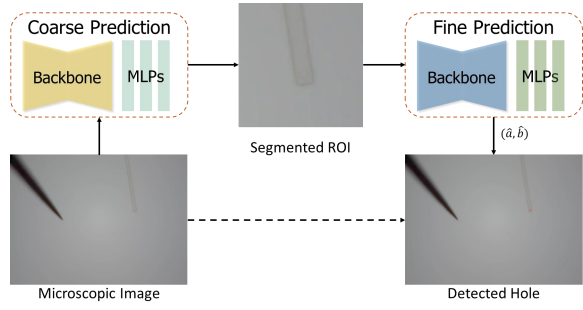 Coarse Prediction
Backbone
MLPs
Segmented ROI
Fine Prediction
Backbone
MLPs
(â, b̂)
Microscopic Image
Detected Hole